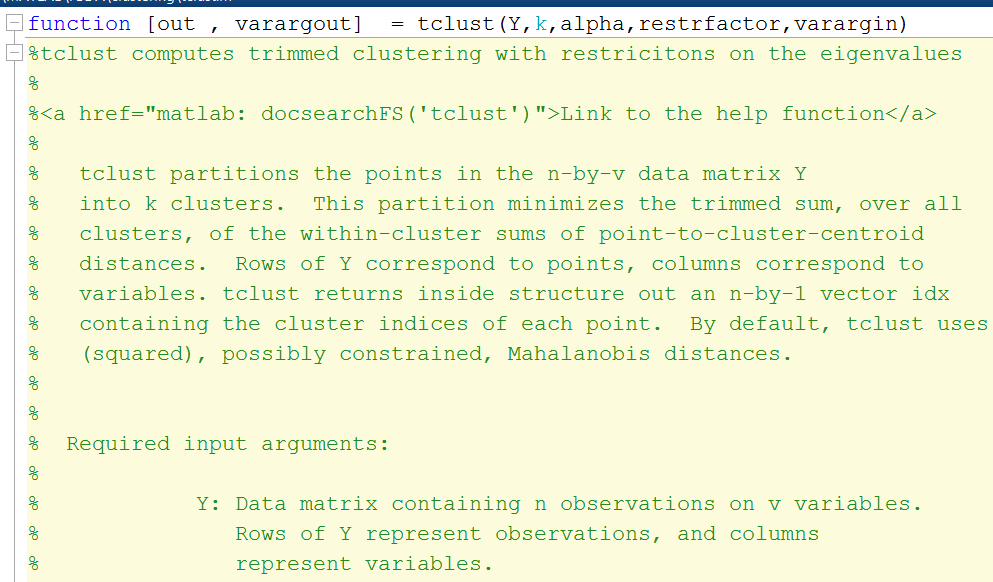 function [out , varargout]  = tclust(Y,k,alpha,restrfactor,varargin)
%tclust computes trimmed clustering with restricitons on the eigenvalues
%
%<a href="matlab: docsearchFS('tclust')">Link to the help function</a>
%
%   tclust partitions the points in the n-by-v data matrix Y
%   into k clusters.  This partition minimizes the trimmed sum, over all
%   clusters, of the within-cluster sums of point-to-cluster-centroid
%   distances.  Rows of Y correspond to points, columns correspond to
%   variables. tclust returns inside structure out an n-by-1 vector idx
%   containing the cluster indices of each point.  By default, tclust uses
%   (squared), possibly constrained, Mahalanobis distances.
%
%
%  Required input arguments:
%
%            Y: Data matrix containing n observations on v variables.
%               Rows of Y represent observations, and columns
%               represent variables.